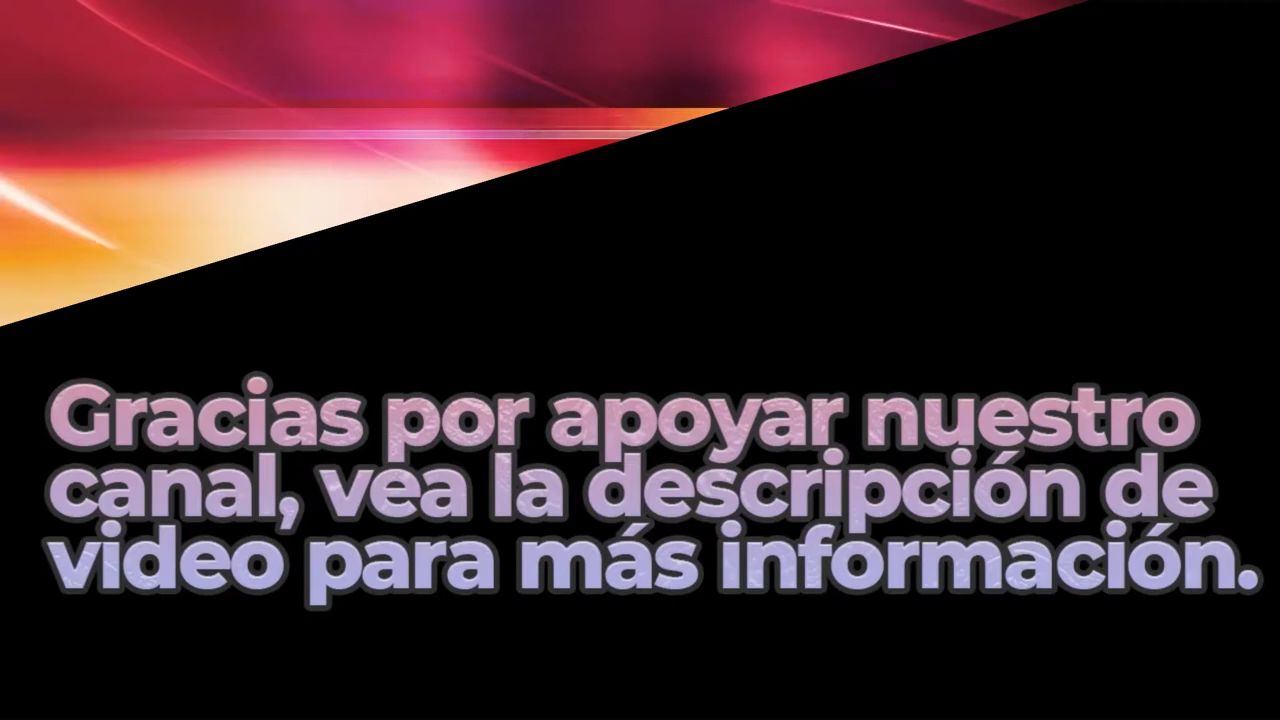 Gracias por apoyar nuestro
canal, vea la descripción de
video para más información.